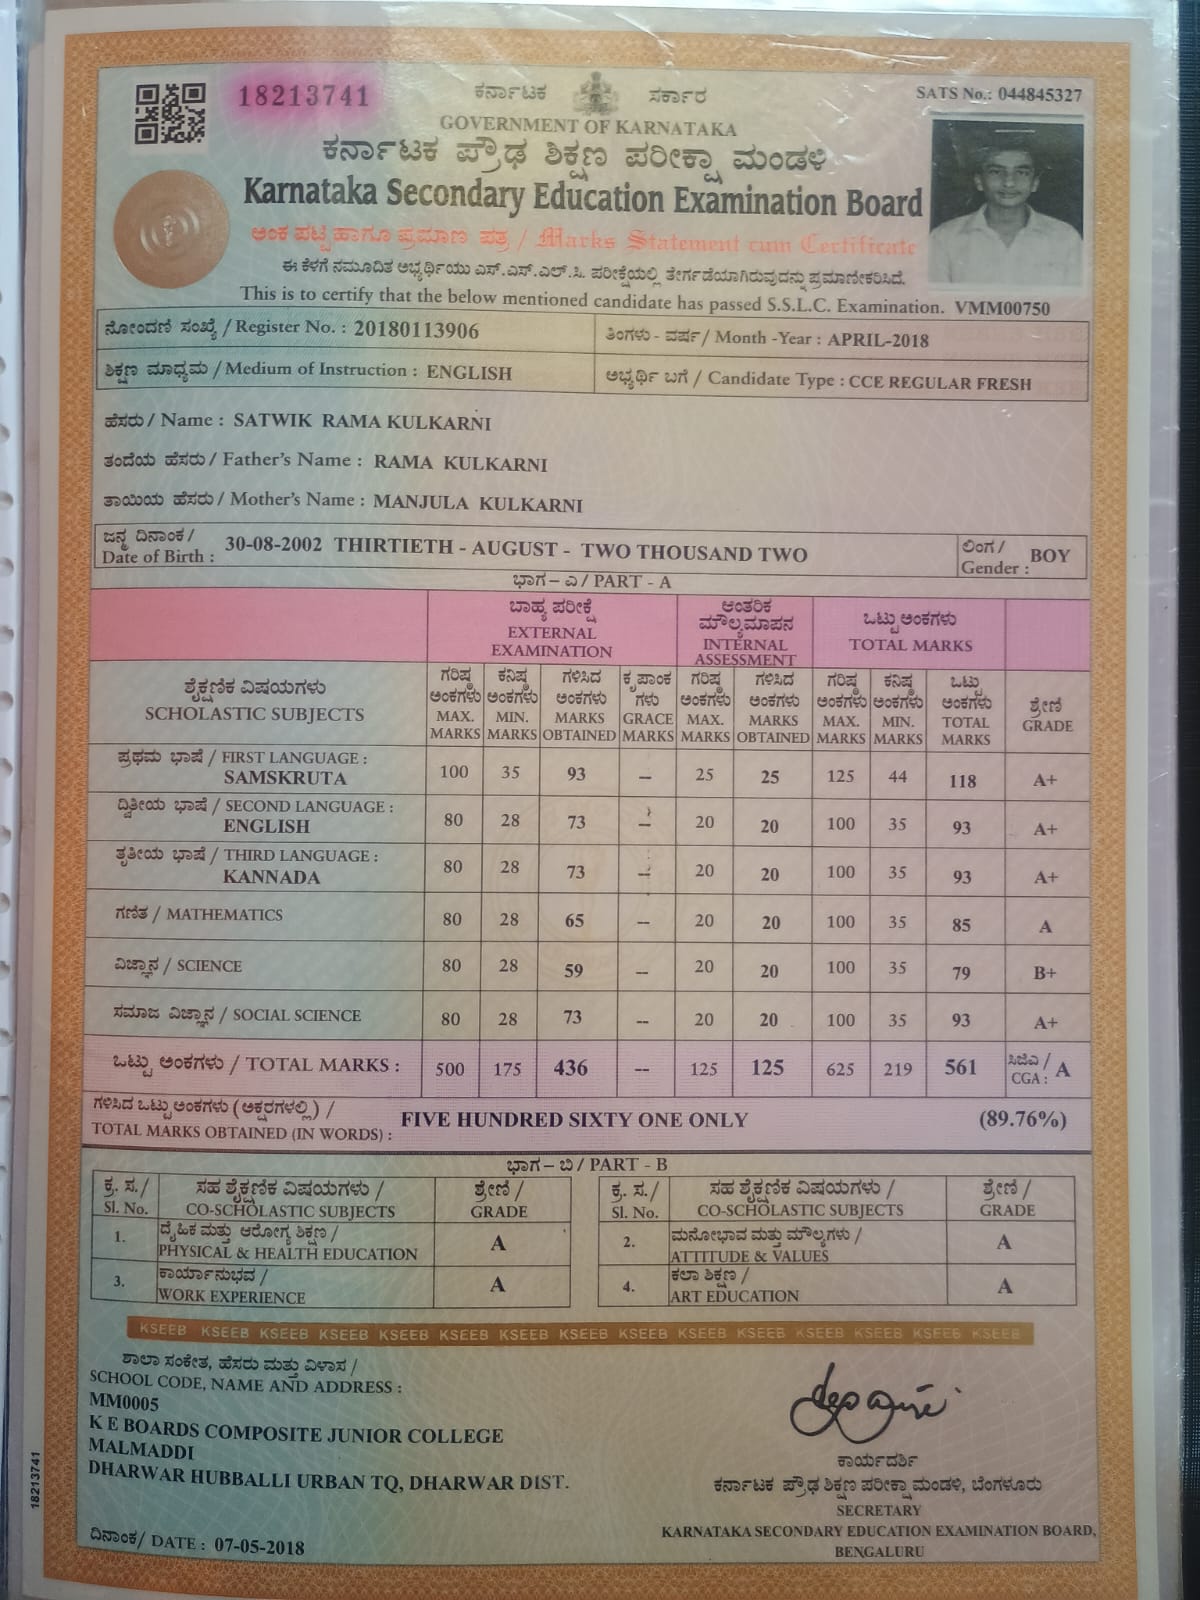 18213741
ಕರ್ನಾಟಕ ಸರ್ಕಾರ
SATS No.: 044845327
GOVERNMENT OF KARNATAKA
ಕರ್ನಾಟಕ ಪ್ರೌಢ ಶಿಕ್ಷಣ ಪರೀಕ್ಷಾ ಮಂಡಳಿ
Karnataka Secondary Education Examination Board
ಅಂಕ ಪಟ್ಟಿ ಹಾಗೂ ಪ್ರಮಾಣ ಪತ್ರ / Marks Statement cum Certificate
ಈ ಕೆಳಗೆ ನಮೂದಿತ ಅಭ್ಯರ್ಥಿಯು ಎಸ್.ಎಸ್.ಎಲ್.ಸಿ. ಪರೀಕ್ಷೆಯಲ್ಲಿ ತೇರ್ಗಡೆಯಾಗಿರುವುದನ್ನು ಪ್ರಮಾಣೀಕರಿಸಿದೆ.
This is to certify that the below mentioned candidate has passed S.S.L.C. Examination. VMM00750
ನೋಂದಣಿ ಸಂಖ್ಯೆ / Register No. : 20180113906
ತಿಂಗಳು - ವರ್ಷ / Month -Year : APRIL-2018
ಶಿಕ್ಷಣ ಮಾಧ್ಯಮ / Medium of Instruction : ENGLISH
ಅಭ್ಯರ್ಥಿ ಬಗೆ / Candidate Type : CCE REGULAR FRESH
ಹೆಸರು / Name : SATWIK RAMA KULKARNI
ತಂದೆಯ ಹೆಸರು / Father's Name : RAMA KULKARNI
ತಾಯಿಯ ಹೆಸರು / Mother's Name : MANJULA KULKARNI
ಜನ್ಮ ದಿನಾಂಕ /
Date of Birth : 30-08-2002 THIRTIETH - AUGUST - TWO THOUSAND TWO
ಲಿಂಗ /
Gender : BOY
ಭಾಗ – ಎ / PART - A
ಬಾಹ್ಯ ಪರೀಕ್ಷೆ
EXTERNAL
EXAMINATION
ಆಂತರಿಕ
ಮೌಲ್ಯಮಾಪನ
INTERNAL
ASSESSMENT
ಒಟ್ಟು ಅಂಕಗಳು
TOTAL MARKS
ಶೈಕ್ಷಣಿಕ ವಿಷಯಗಳು
SCHOLASTIC SUBJECTS
ಗರಿಷ್ಠ ಅಂಕಗಳು MAX. MARKS
ಕನಿಷ್ಠ ಅಂಕಗಳು MIN. MARKS
ಗಳಿಸಿದ ಅಂಕಗಳು MARKS OBTAINED
ಕೃಪಾಂಕಗಳು GRACE MARKS
ಗರಿಷ್ಠ ಅಂಕಗಳು MAX. MARKS
ಗಳಿಸಿದ ಅಂಕಗಳು MARKS OBTAINED
ಗರಿಷ್ಠ ಅಂಕಗಳು MAX. MARKS
ಕನಿಷ್ಠ ಅಂಕಗಳು MIN. MARKS
ಒಟ್ಟು ಅಂಕಗಳು TOTAL MARKS
ಶ್ರೇಣಿ GRADE
ಪ್ರಥಮ ಭಾಷೆ / FIRST LANGUAGE :
SAMSKRUTA 100 35 93 -- 25 25 125 44 118 A+
ದ್ವಿತೀಯ ಭಾಷೆ / SECOND LANGUAGE :
ENGLISH 80 28 73 -- 20 20 100 35 93 A+
ತೃತೀಯ ಭಾಷೆ / THIRD LANGUAGE :
KANNADA 80 28 73 -- 20 20 100 35 93 A+
ಗಣಿತ / MATHEMATICS 80 28 65 -- 20 20 100 35 85 A
ವಿಜ್ಞಾನ / SCIENCE 80 28 59 -- 20 20 100 35 79 B+
ಸಮಾಜ ವಿಜ್ಞಾನ / SOCIAL SCIENCE 80 28 73 -- 20 20 100 35 93 A+
ಒಟ್ಟು ಅಂಕಗಳು / TOTAL MARKS : 500 175 436 -- 125 125 625 219 561 ಸಿಜಿಎ / CGA : A
ಗಳಿಸಿದ ಒಟ್ಟು ಅಂಕಗಳು (ಅಕ್ಷರಗಳಲ್ಲಿ) /
TOTAL MARKS OBTAINED (IN WORDS) : FIVE HUNDRED SIXTY ONE ONLY (89.76%)
ಭಾಗ – ಬಿ / PART - B
ಕ್ರ. ಸ. / ಸಹ ಶೈಕ್ಷಣಿಕ ವಿಷಯಗಳು / ಶ್ರೇಣಿ /
Sl. No. CO-SCHOLASTIC SUBJECTS GRADE
ಕ್ರ. ಸ. / ಸಹ ಶೈಕ್ಷಣಿಕ ವಿಷಯಗಳು / ಶ್ರೇಣಿ /
Sl. No. CO-SCHOLASTIC SUBJECTS GRADE
1. ದೈಹಿಕ ಮತ್ತು ಆರೋಗ್ಯ ಶಿಕ್ಷಣ /
PHYSICAL & HEALTH EDUCATION A
2. ಮನೋಭಾವ ಮತ್ತು ಮೌಲ್ಯಗಳು /
ATTITUDE & VALUES A
3. ಕಾರ್ಯಾನುಭವ /
WORK EXPERIENCE A
4. ಕಲಾ ಶಿಕ್ಷಣ /
ART EDUCATION A
KSEEB KSEEB KSEEB KSEEB KSEEB KSEEB KSEEB KSEEB KSEEB KSEEB KSEEB KSEEB KSEEB KSEEB KSEEB
ಶಾಲಾ ಸಂಕೇತ, ಹೆಸರು ಮತ್ತು ವಿಳಾಸ /
SCHOOL CODE, NAME AND ADDRESS :
MM0005
K E BOARDS COMPOSITE JUNIOR COLLEGE
MALMADDI
DHARWAR HUBBALLI URBAN TQ, DHARWAR DIST.
ದಿನಾಂಕ/ DATE : 07-05-2018
18213741
ಕಾರ್ಯದರ್ಶಿ
ಕರ್ನಾಟಕ ಪ್ರೌಢ ಶಿಕ್ಷಣ ಪರೀಕ್ಷಾ ಮಂಡಳಿ, ಬೆಂಗಳೂರು
SECRETARY
KARNATAKA SECONDARY EDUCATION EXAMINATION BOARD,
BENGALURU